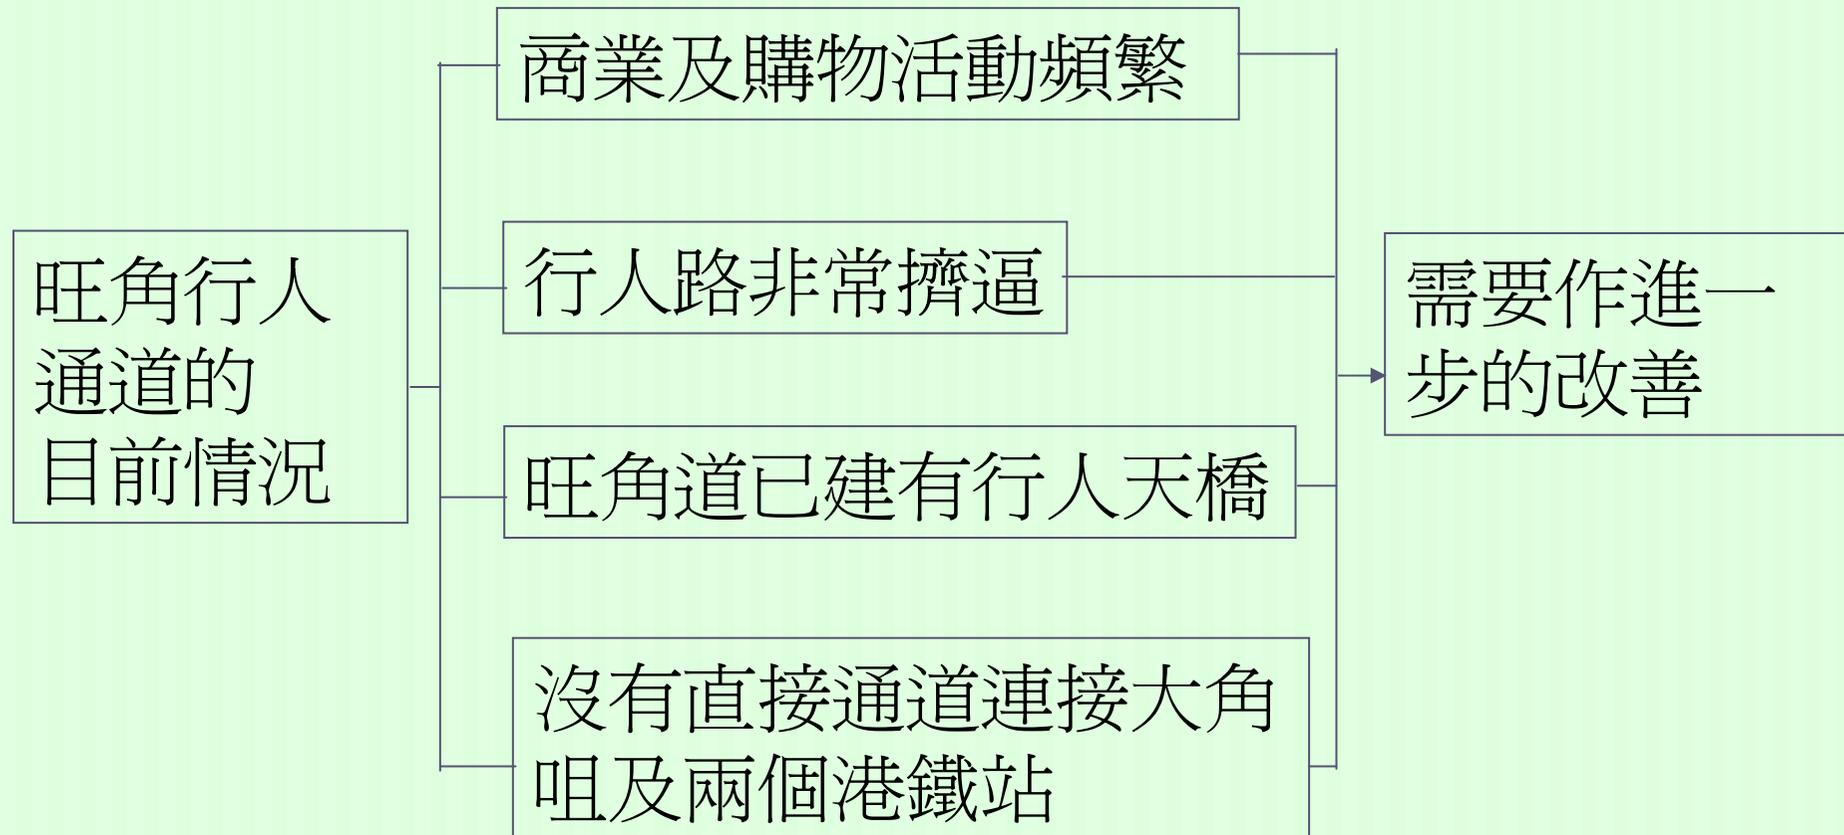 旺角行人
通道的
目前情況
商業及購物活動頻繁
行人路非常擠逼
旺角道已建有行人天橋
沒有直接通道連接大角
咀及兩個港鐵站
需要作進一
步的改善